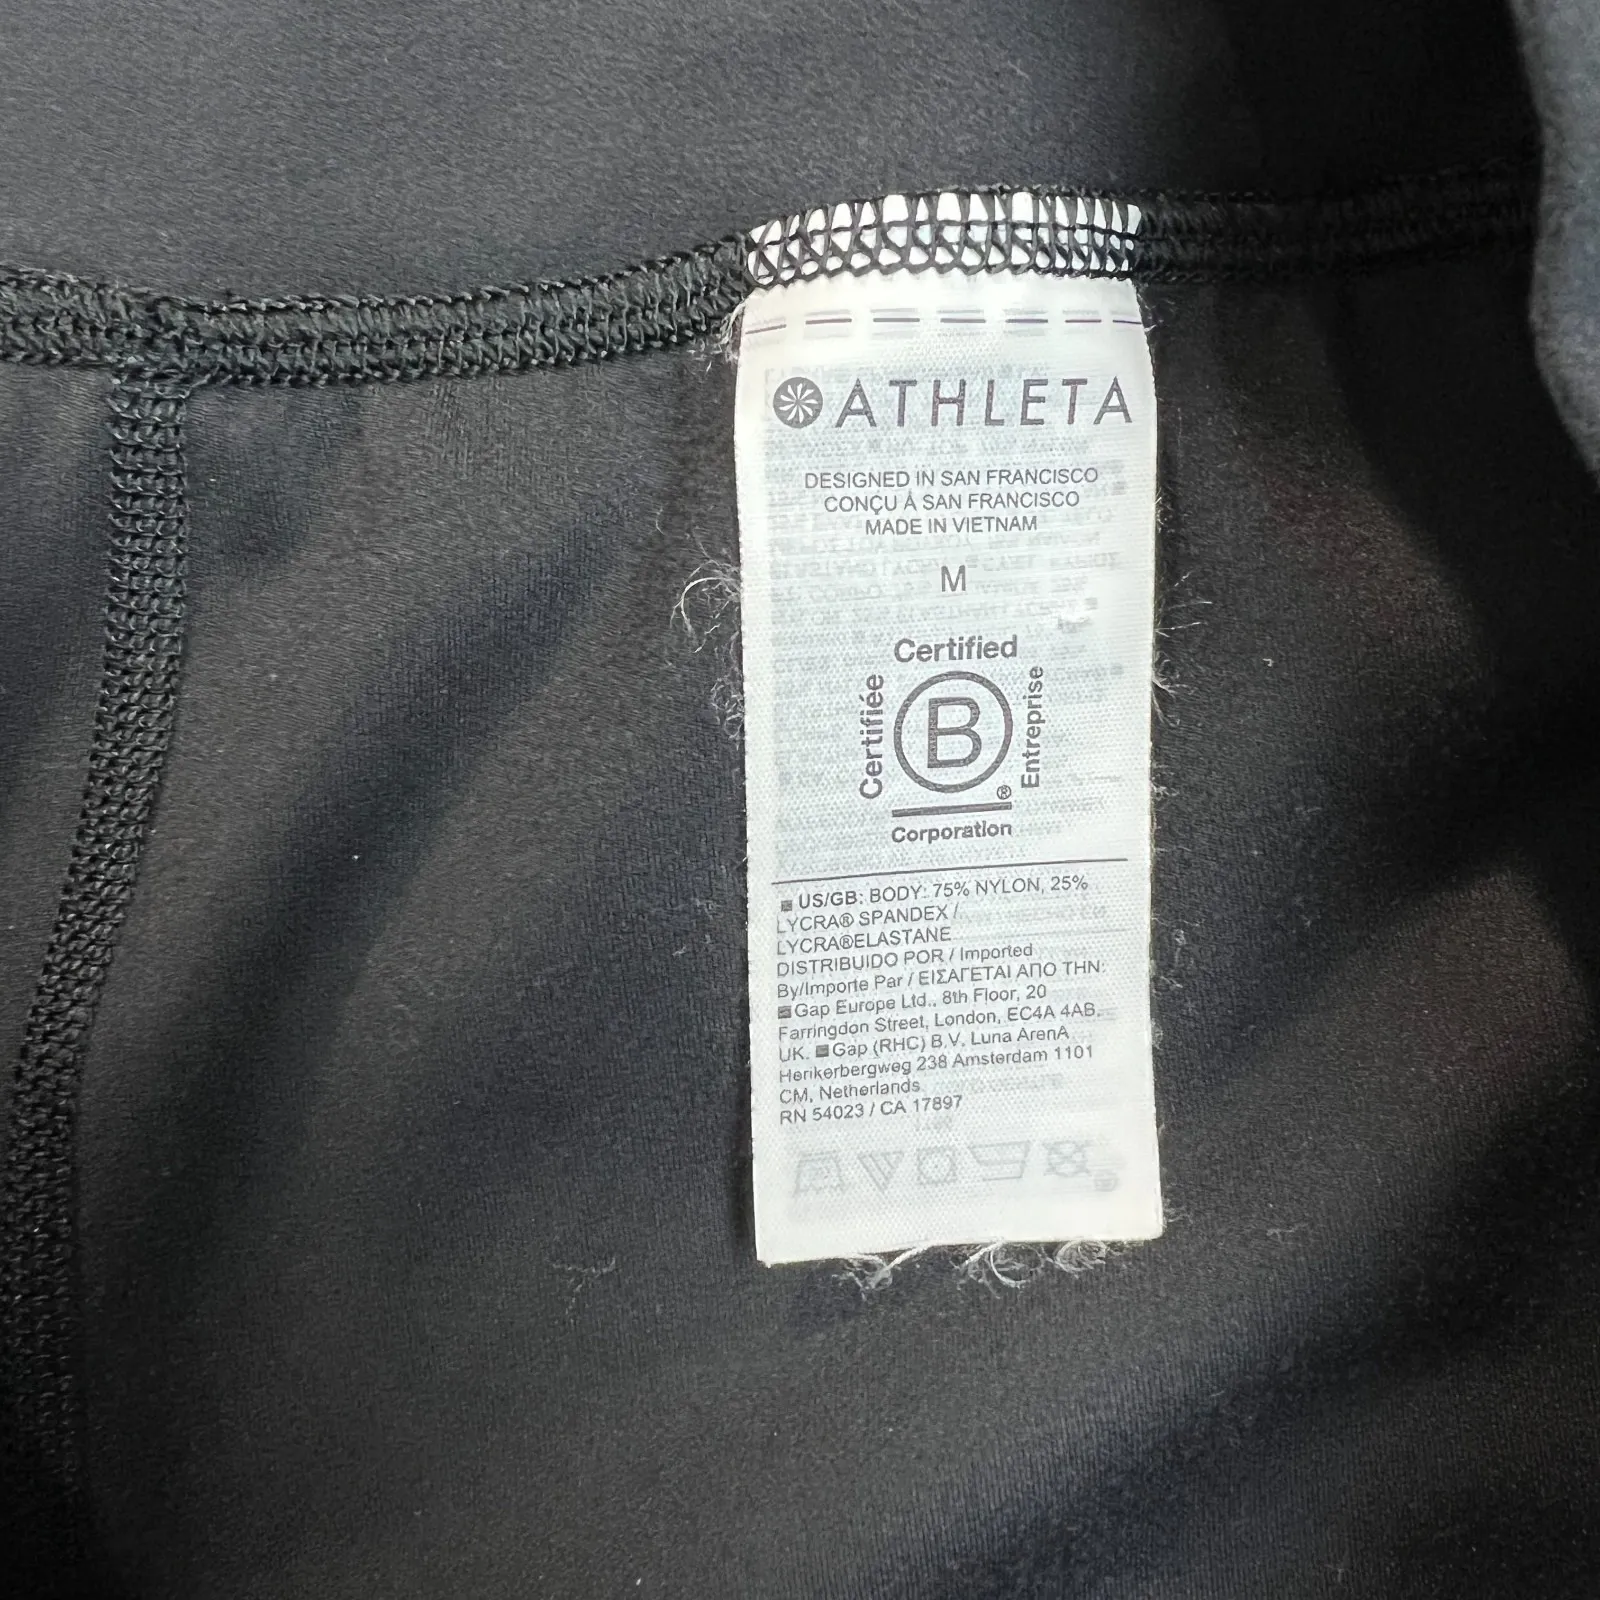 ATHLETA
DESIGNED IN SAN FRANCISCO
CONÇU À SAN FRANCISCO
MADE IN VIETNAM
M
Certified
Certifiée
B
Entreprise
®
Corporation
US/GB: BODY: 75% NYLON, 25%
LYCRA® SPANDEX /
LYCRA®ELASTANE
DISTRIBUIDO POR / Imported
By/Importe Par / ΕΙΣΑΓΕΤΑΙ ΑΠΟ ΤΗΝ:
Gap Europe Ltd., 8th Floor, 20
Farringdon Street, London, EC4A 4AB,
UK. Gap (RHC) B.V. Luna ArenA
Herikerbergweg 238 Amsterdam 1101
CM, Netherlands
RN 54023 / CA 17897